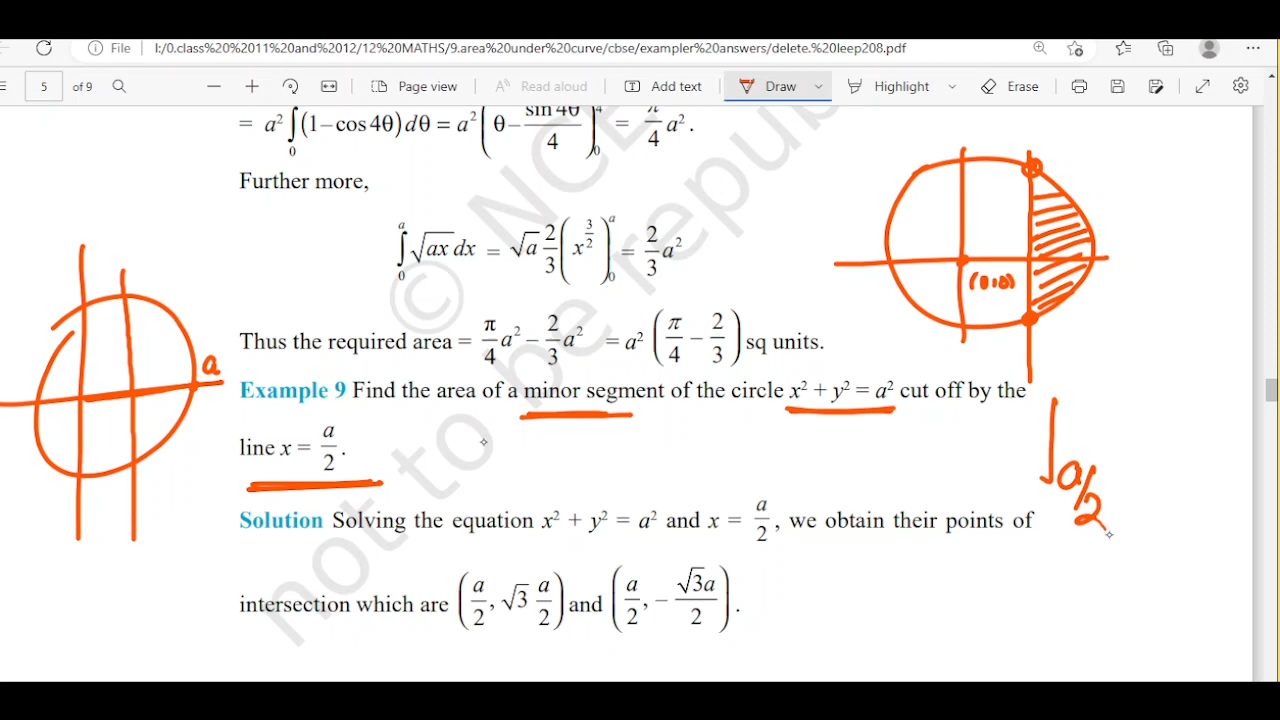 File I:/0.class%20%2011%20and%2012/12%20MATHS/9.area%20under%20curve/cbse/exampler%20answers/delete.%20leep208.pdf
5 of 9 Page view Read aloud Add text Draw Highlight Erase
= a² ∫₀ (1−cos4θ) dθ = a² (θ − sin 4θ/4)₀ = π/4 a².
Further more,
∫₀ᵃ √ax dx = √a 2/3 (x^(3/2))₀ᵃ = 2/3 a²
(0,0)
Thus the required area = π/4 a² − 2/3 a² = a² (π/4 − 2/3) sq units.
a
Example 9 Find the area of a minor segment of the circle x² + y² = a² cut off by the
line x = a/2.
∫a/2
Solution Solving the equation x² + y² = a² and x = a/2, we obtain their points of
intersection which are (a/2, √3 a/2) and (a/2, − √3a/2).
not to be republ
© NCE